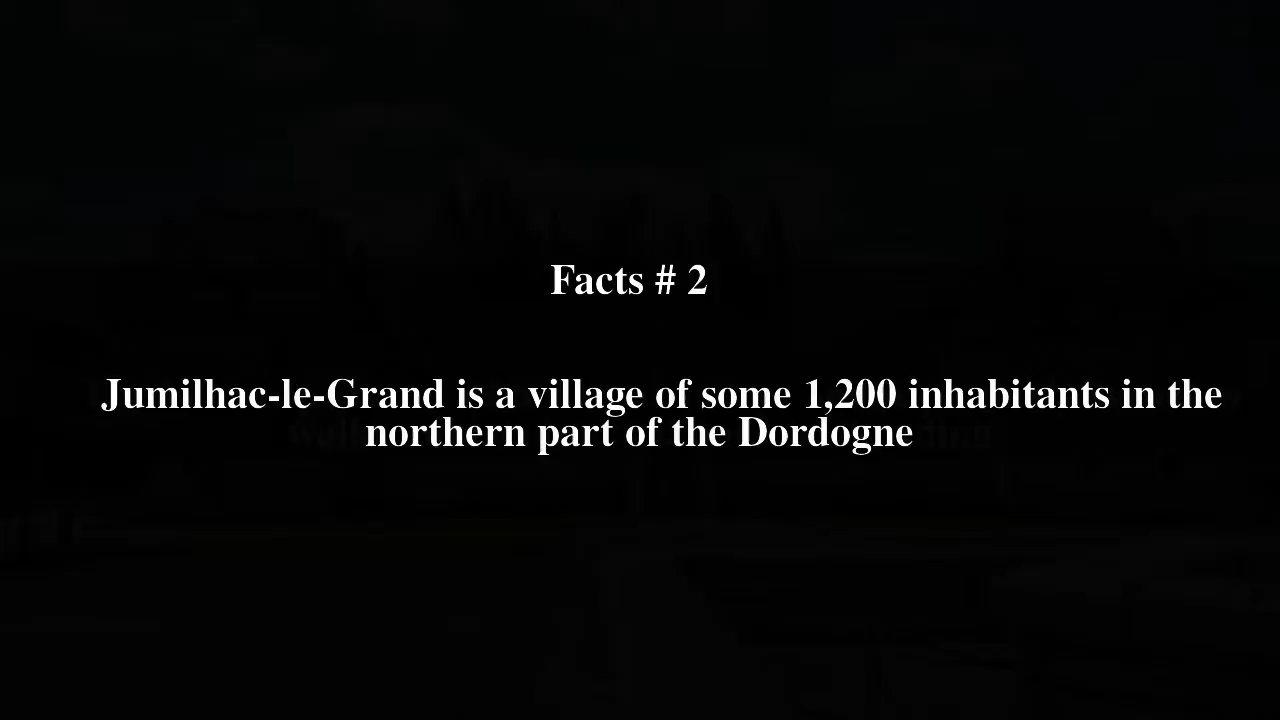 Facts # 2
Jumilhac-le-Grand is a village of some 1,200 inhabitants in the
northern part of the Dordogne